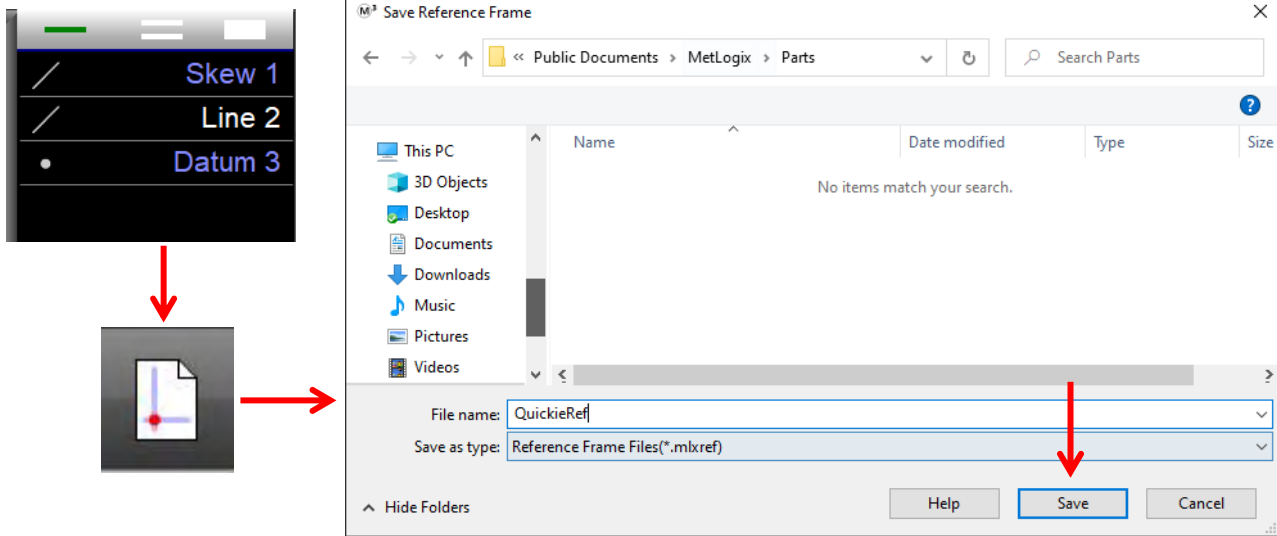 Skew 1
Line 2
Datum 3
M³ Save Reference Frame
« Public Documents > MetLogix > Parts
Search Parts
?
Name Date modified Type Size
This PC
3D Objects
Desktop
Documents
Downloads
Music
Pictures
Videos
No items match your search.
File name: QuickieRef
Save as type: Reference Frame Files(*.mlxref)
Hide Folders
Help Save Cancel